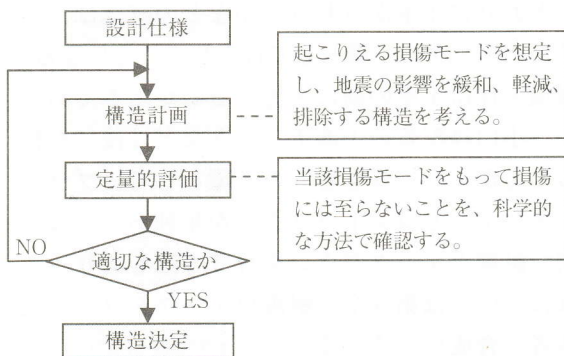 設計仕様
起こりえる損傷モードを想定
し、地震の影響を緩和、軽減、
排除する構造を考える。
構造計画
定量的評価
当該損傷モードをもって損傷
には至らないことを、科学的
な方法で確認する。
NO
適切な構造か
YES
構造決定